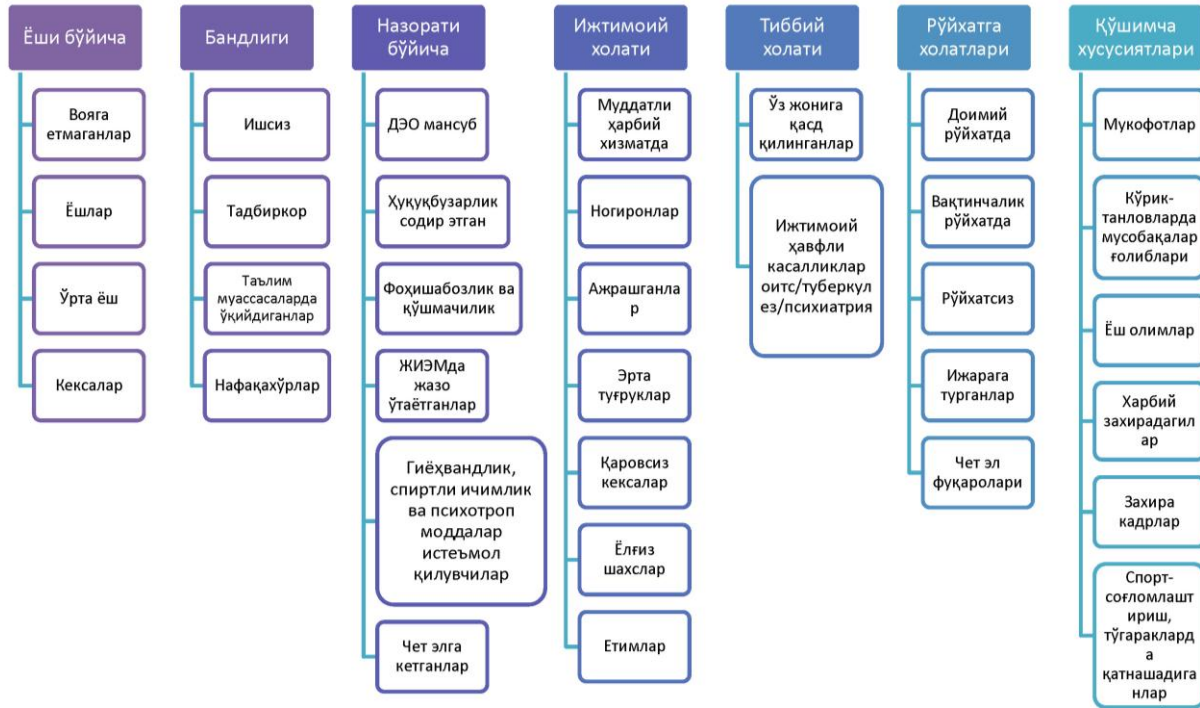 Ёши бўйича
Вояга
етмаганлар
Ёшлар
Ўрта ёш
Кексалар
Бандлиги
Ишсиз
Тадбиркор
Таълим
муассасаларда
ўқийдиганлар
Нафақахўрлар
Назорати
бўйича
ДЭО мансуб
Ҳуқуқбузарлик
содир этган
Фоҳишабозлик ва
қўшмачилик
ЖИЭМда
жазо
ўтаётганлар
Гиёҳвандлик,
спиртли ичимлик
ва психотроп
моддалар
истеъмол
қилувчилар
Чет элга
кетганлар
Ижтимоий
холати
Муддатли
ҳарбий
хизматда
Ногиронлар
Ажрашганла
р
Эрта
туғруклар
Қаровсиз
кексалар
Ёлғиз
шахслар
Етимлар
Тиббий
холати
Ўз жонига
қасд
қилинганлар
Ижтимоий
ҳавфли
касалликлар
оитс/туберкул
ез/психиатрия
Рўйхатга
холатлари
Доимий
рўйхатда
Вақтинчалик
рўйхатда
Рўйхатсиз
Ижарага
турганлар
Чет эл
фуқаролари
Қўшимча
хусусиятлари
Мукофотлар
Кўрик-
танловларда
мусобақалар
ғолиблари
Ёш олимлар
Харбий
захирадагил
ар
Захира
кадрлар
Спорт-
соғломлашт
ириш,
тўгараклард
а
қатнашадига
нлар